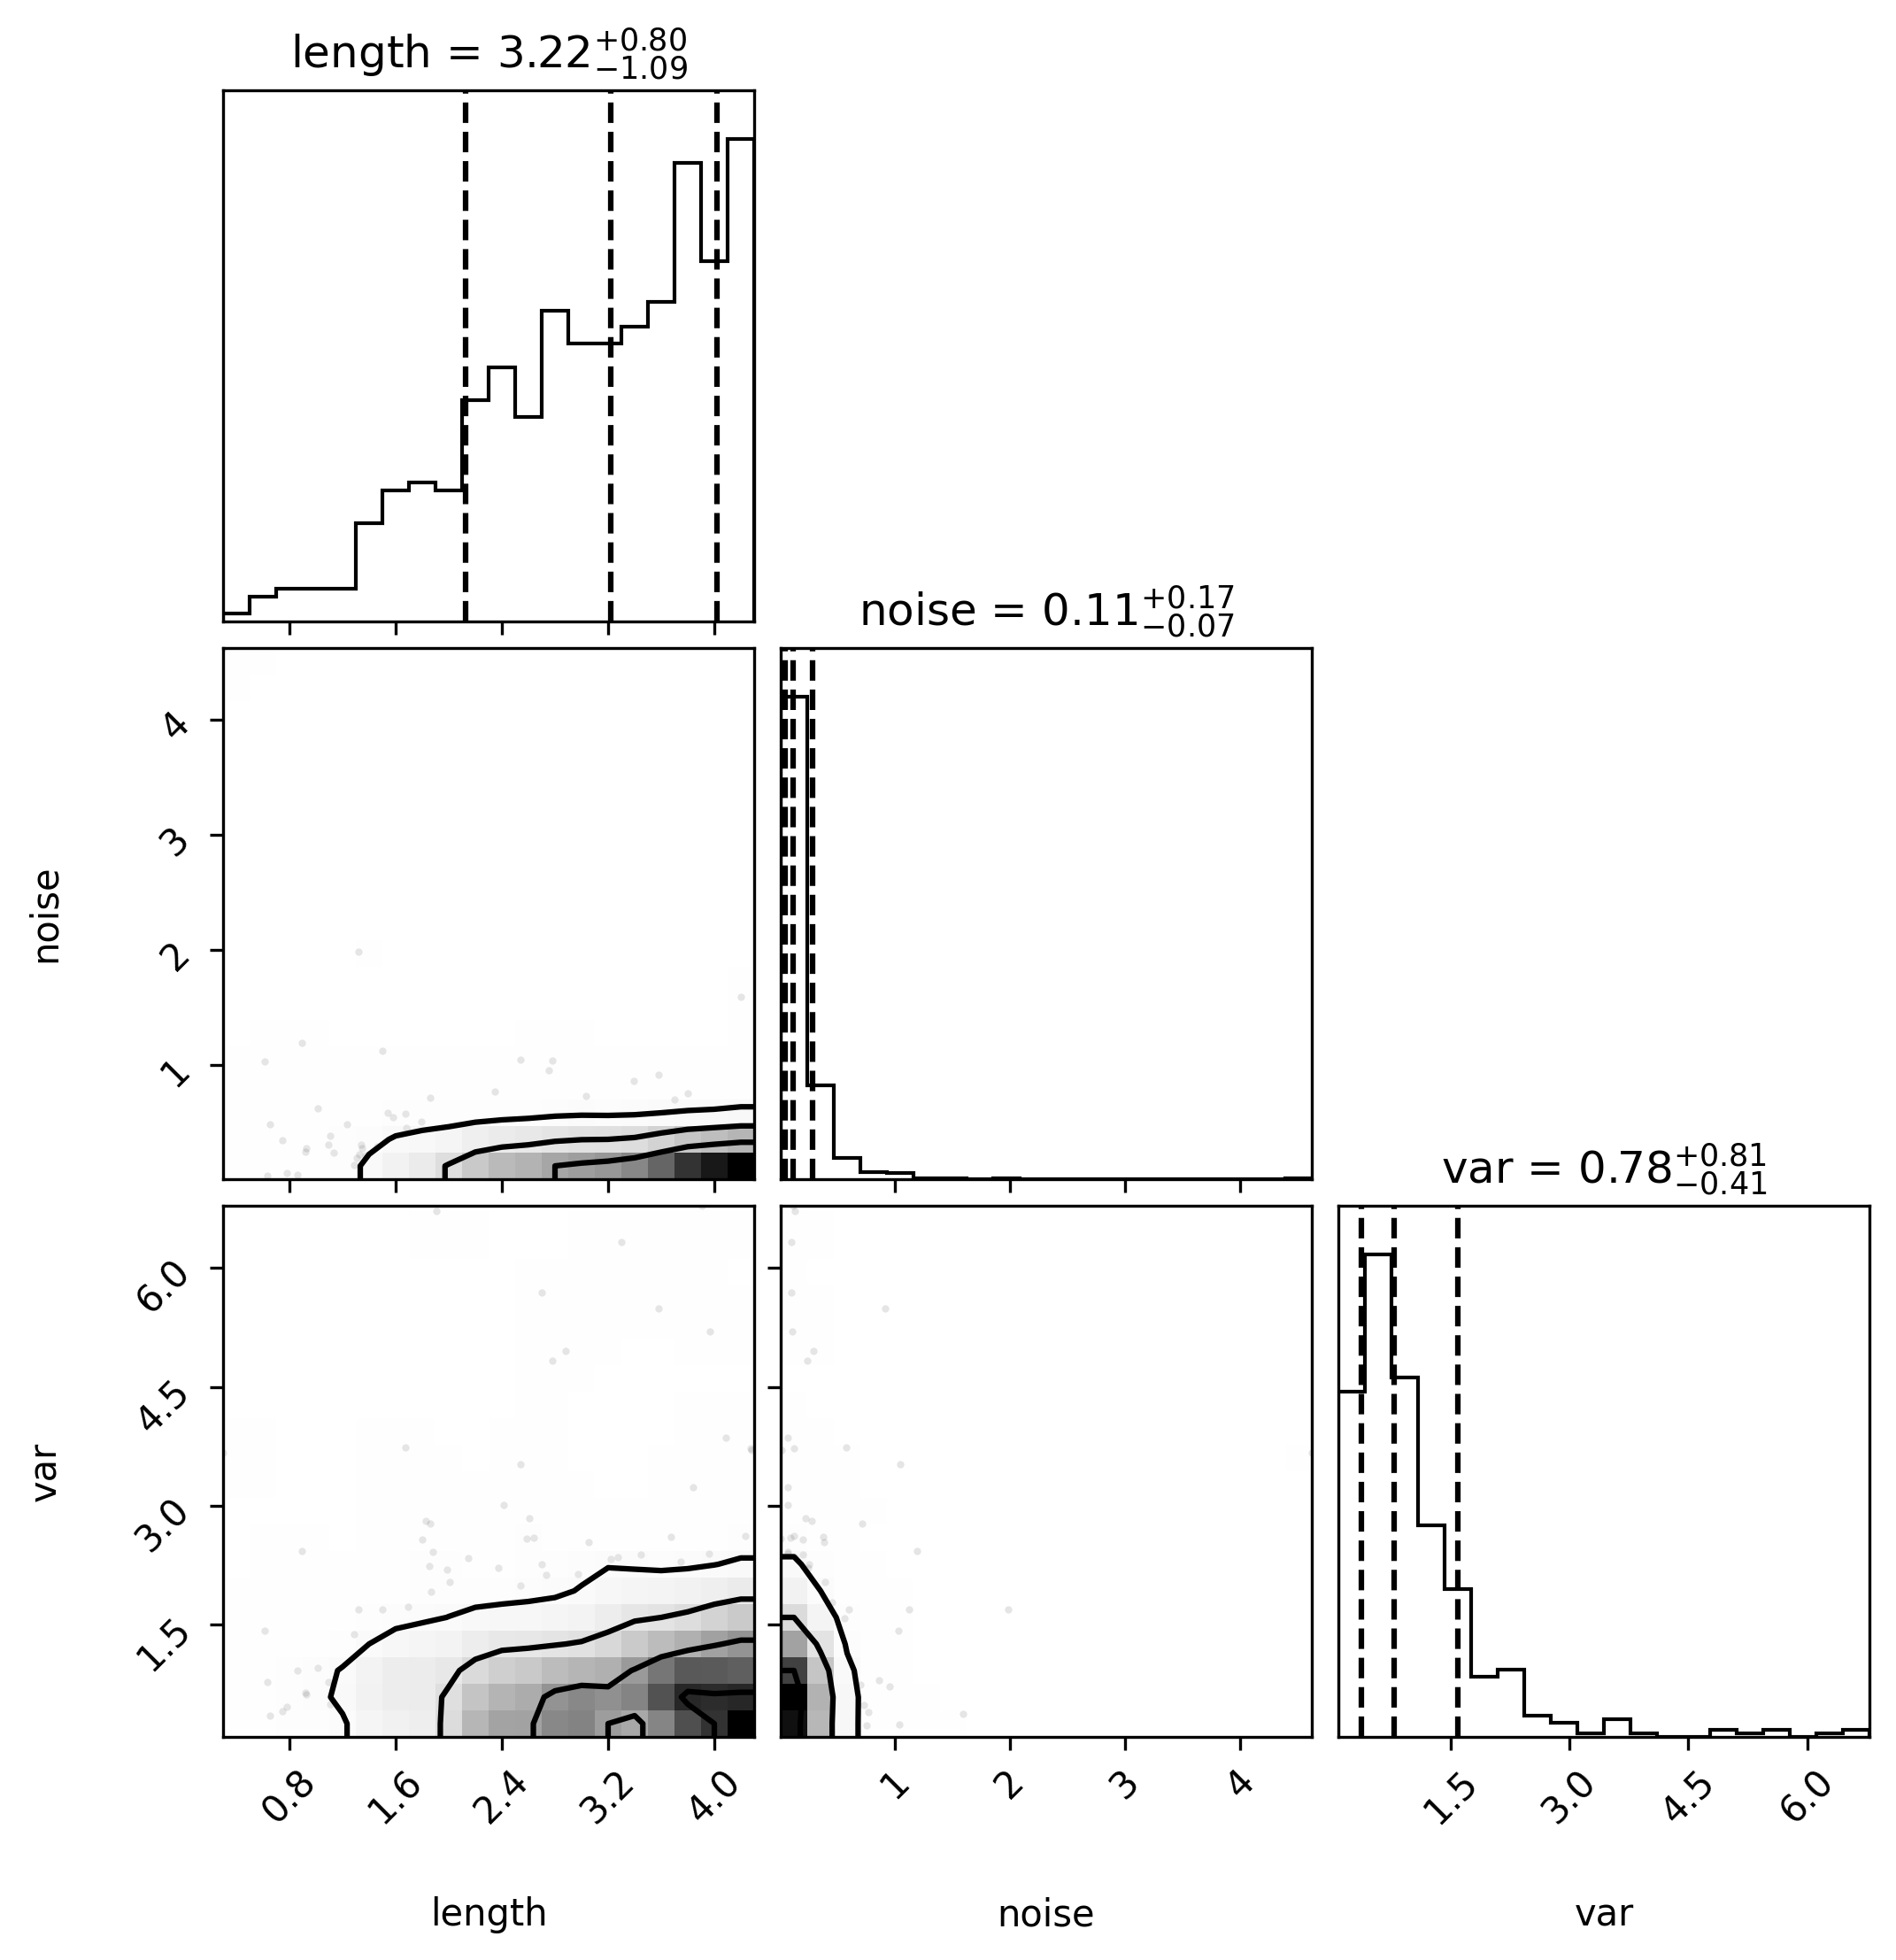 length = 3.22 +0.80 −1.09
noise = 0.11 +0.17 −0.07
4
3
2
1
noise
var = 0.78 +0.81 −0.41
6.0
4.5
3.0
1.5
var
0.8 1.6 2.4 3.2 4.0 1 2 3 4 1.5 3.0 4.5 6.0
length noise var